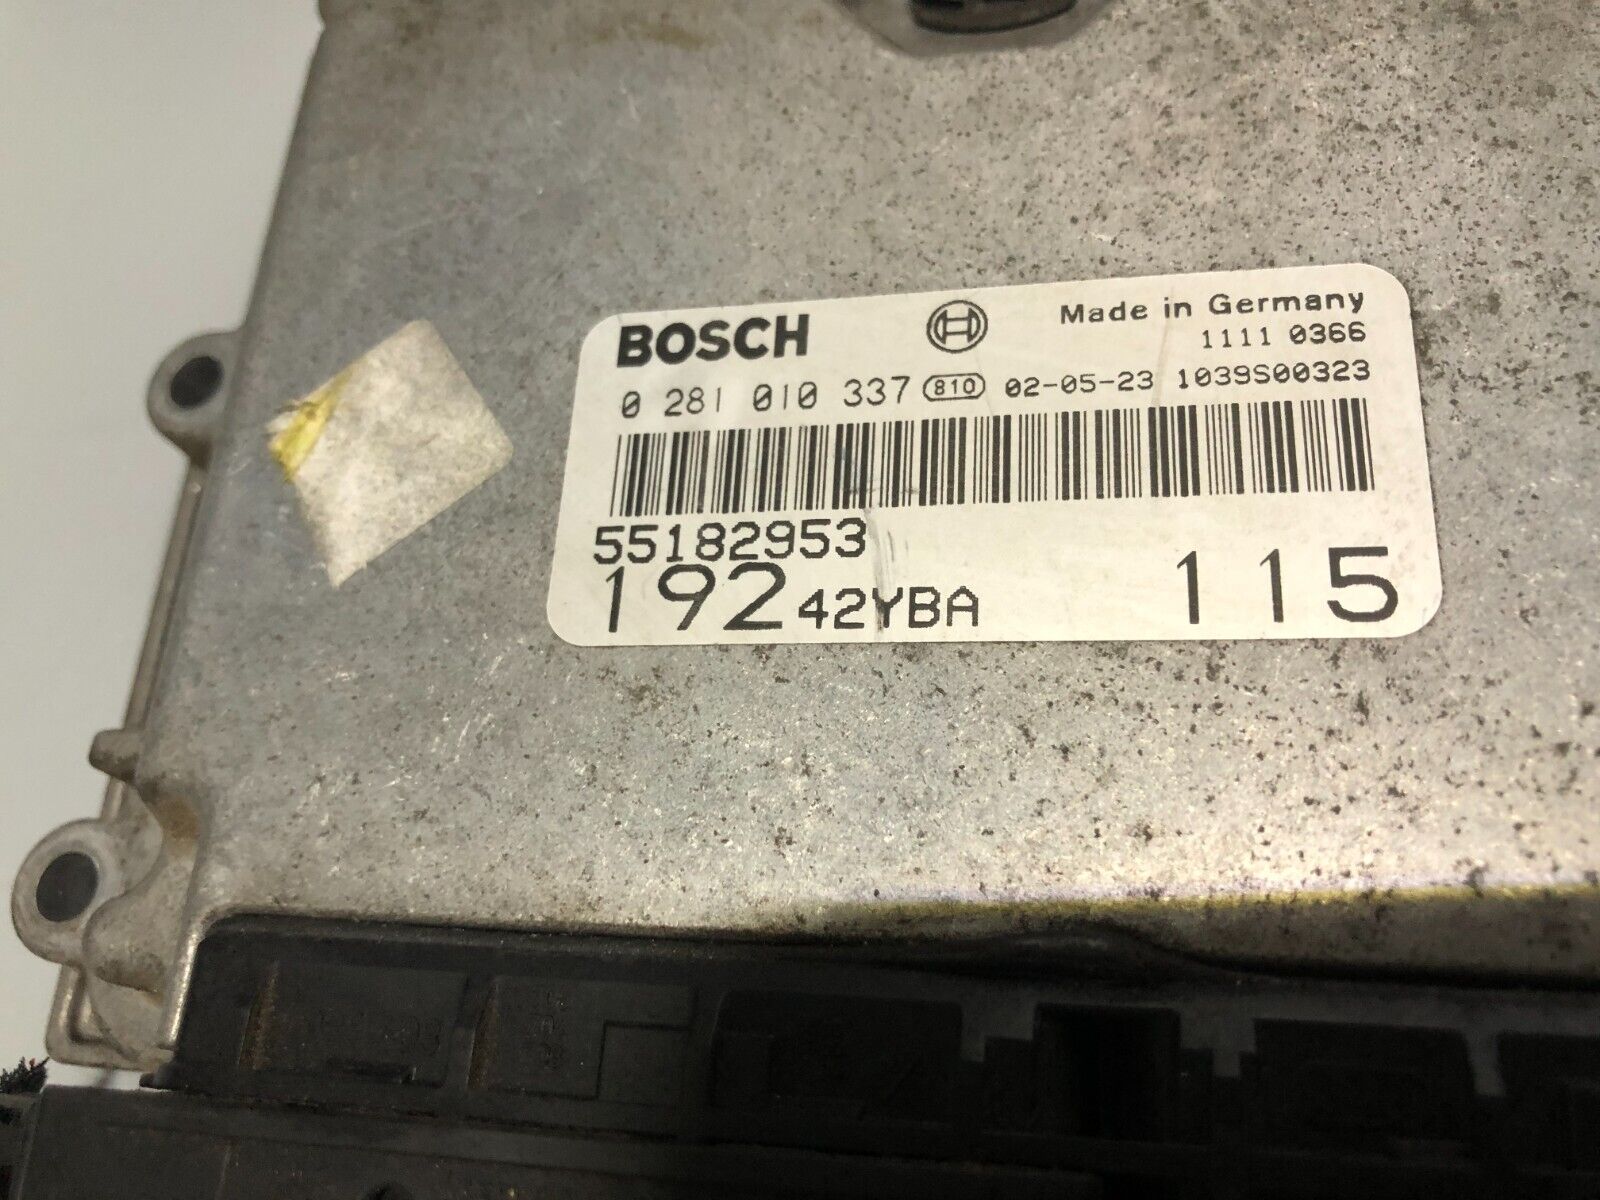 BOSCH Made in Germany
1111 0366
0 281 010 337 810 02-05-23 1039S00323
55182953
192 42YBA 115